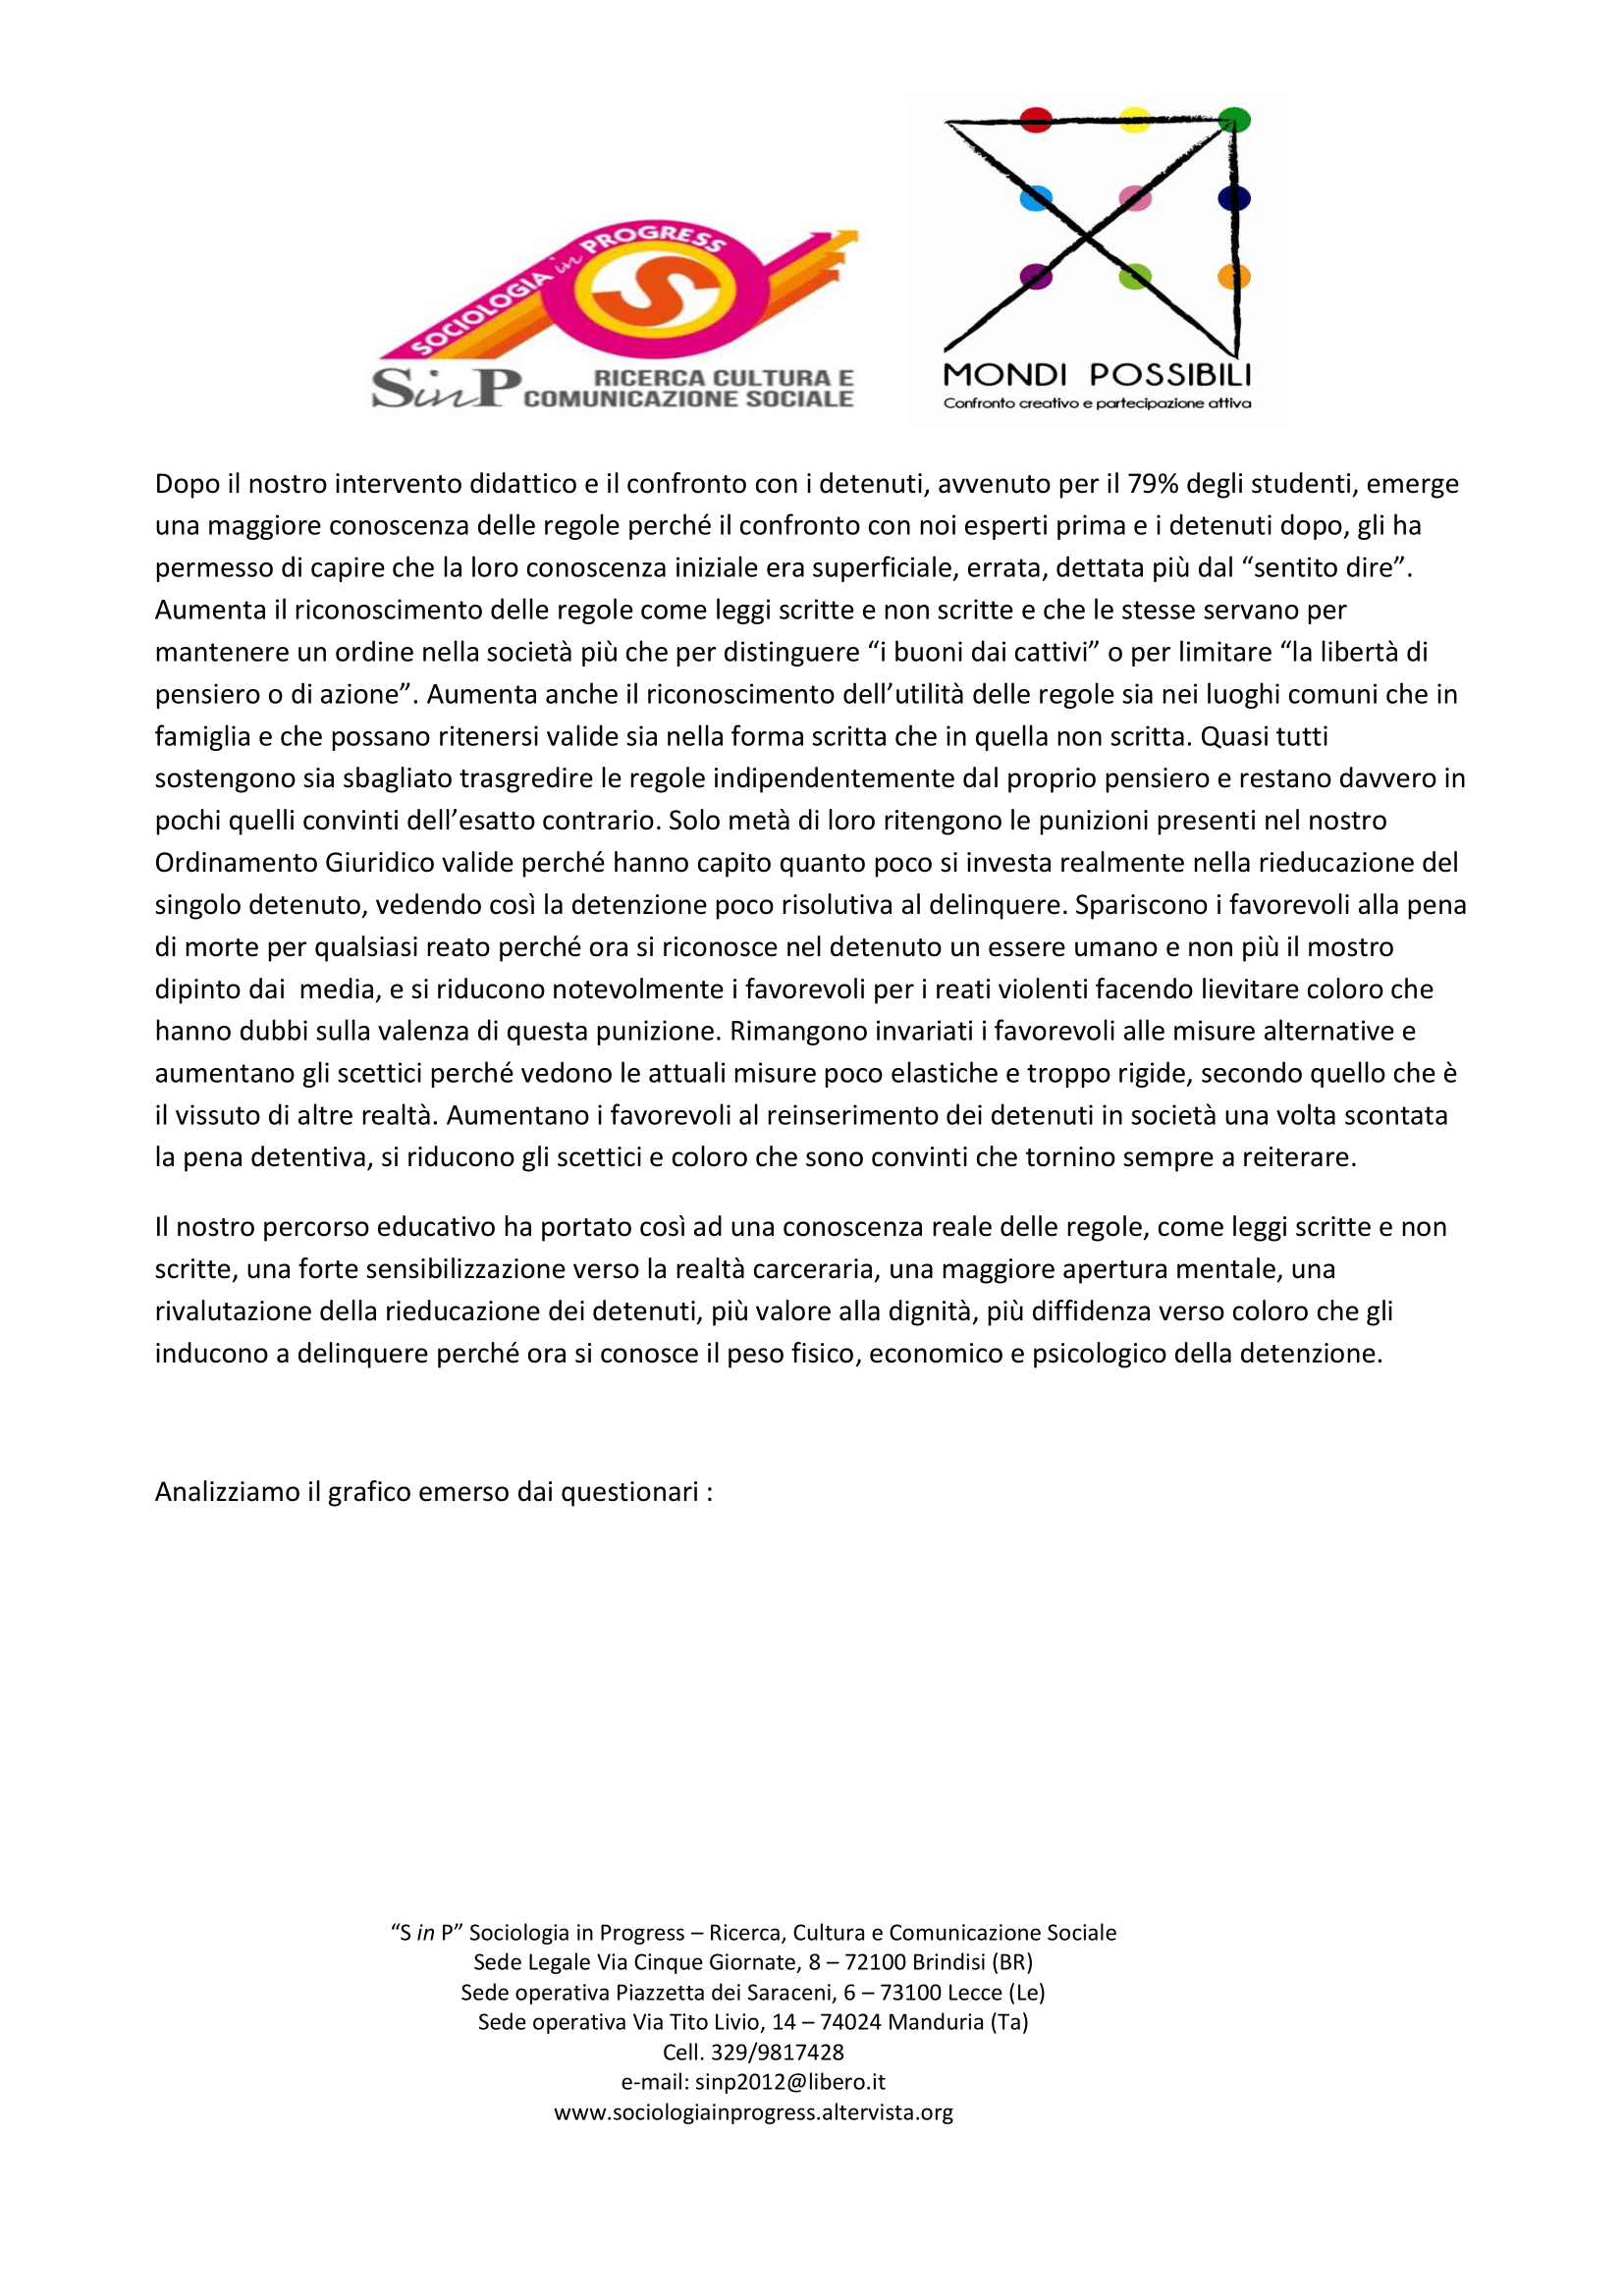 SOCIOLOGIA in PROGRESS
S
SinP RICERCA CULTURA E
COMUNICAZIONE SOCIALE
MONDI POSSIBILI
Confronto creativo e partecipazione attiva
Dopo il nostro intervento didattico e il confronto con i detenuti, avvenuto per il 79% degli studenti, emerge
una maggiore conoscenza delle regole perché il confronto con noi esperti prima e i detenuti dopo, gli ha
permesso di capire che la loro conoscenza iniziale era superficiale, errata, dettata più dal “sentito dire”.
Aumenta il riconoscimento delle regole come leggi scritte e non scritte e che le stesse servano per
mantenere un ordine nella società più che per distinguere “i buoni dai cattivi” o per limitare “la libertà di
pensiero o di azione”. Aumenta anche il riconoscimento dell’utilità delle regole sia nei luoghi comuni che in
famiglia e che possano ritenersi valide sia nella forma scritta che in quella non scritta. Quasi tutti
sostengono sia sbagliato trasgredire le regole indipendentemente dal proprio pensiero e restano davvero in
pochi quelli convinti dell’esatto contrario. Solo metà di loro ritengono le punizioni presenti nel nostro
Ordinamento Giuridico valide perché hanno capito quanto poco si investa realmente nella rieducazione del
singolo detenuto, vedendo così la detenzione poco risolutiva al delinquere. Spariscono i favorevoli alla pena
di morte per qualsiasi reato perché ora si riconosce nel detenuto un essere umano e non più il mostro
dipinto dai  media, e si riducono notevolmente i favorevoli per i reati violenti facendo lievitare coloro che
hanno dubbi sulla valenza di questa punizione. Rimangono invariati i favorevoli alle misure alternative e
aumentano gli scettici perché vedono le attuali misure poco elastiche e troppo rigide, secondo quello che è
il vissuto di altre realtà. Aumentano i favorevoli al reinserimento dei detenuti in società una volta scontata
la pena detentiva, si riducono gli scettici e coloro che sono convinti che tornino sempre a reiterare.
Il nostro percorso educativo ha portato così ad una conoscenza reale delle regole, come leggi scritte e non
scritte, una forte sensibilizzazione verso la realtà carceraria, una maggiore apertura mentale, una
rivalutazione della rieducazione dei detenuti, più valore alla dignità, più diffidenza verso coloro che gli
inducono a delinquere perché ora si conosce il peso fisico, economico e psicologico della detenzione.
Analizziamo il grafico emerso dai questionari :
“S in P” Sociologia in Progress – Ricerca, Cultura e Comunicazione Sociale
Sede Legale Via Cinque Giornate, 8 – 72100 Brindisi (BR)
Sede operativa Piazzetta dei Saraceni, 6 – 73100 Lecce (Le)
Sede operativa Via Tito Livio, 14 – 74024 Manduria (Ta)
Cell. 329/9817428
e-mail: sinp2012@libero.it
www.sociologiainprogress.altervista.org